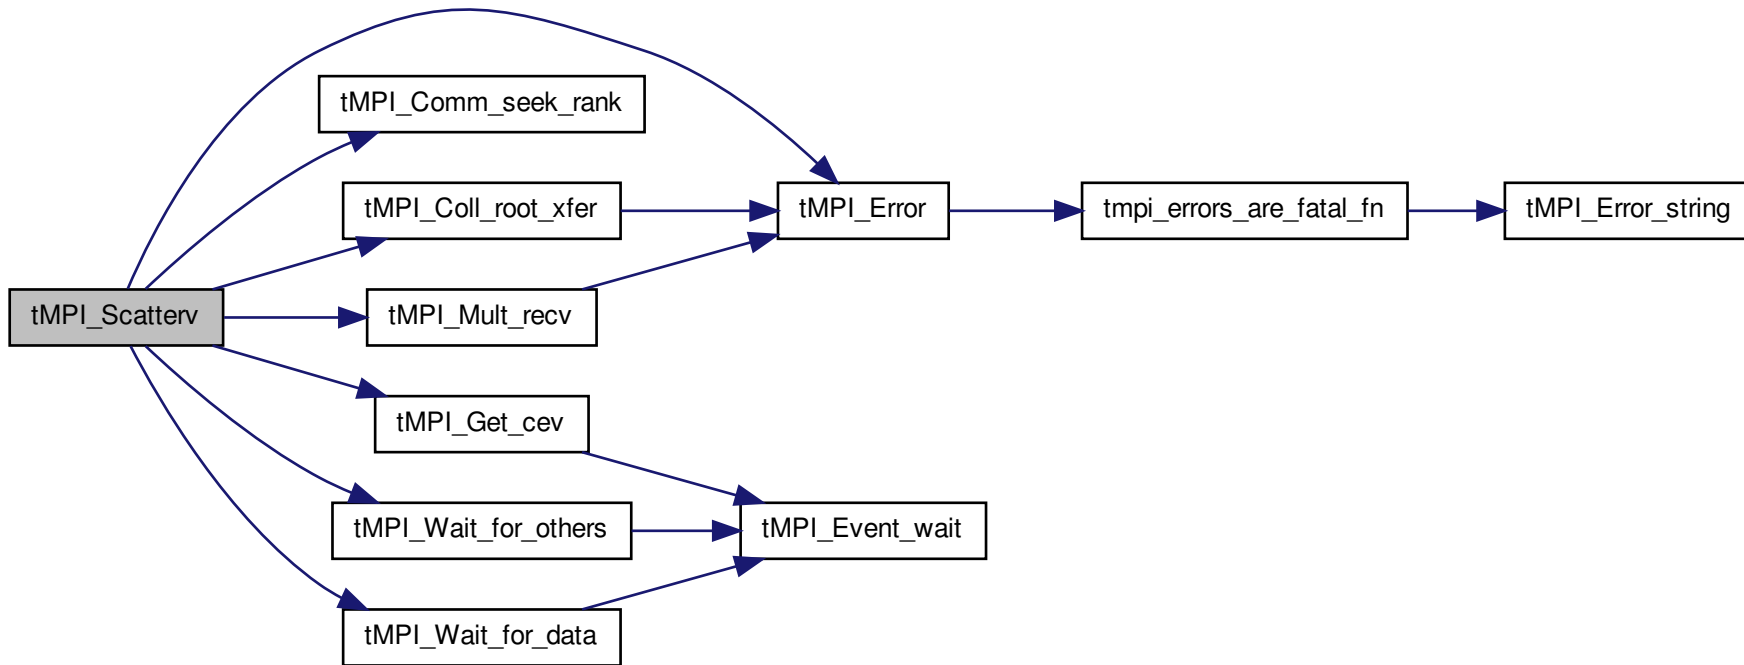 tMPI_Scatterv
tMPI_Comm_seek_rank
tMPI_Coll_root_xfer
tMPI_Mult_recv
tMPI_Get_cev
tMPI_Wait_for_others
tMPI_Wait_for_data
tMPI_Error
tMPI_Event_wait
tmpi_errors_are_fatal_fn
tMPI_Error_string